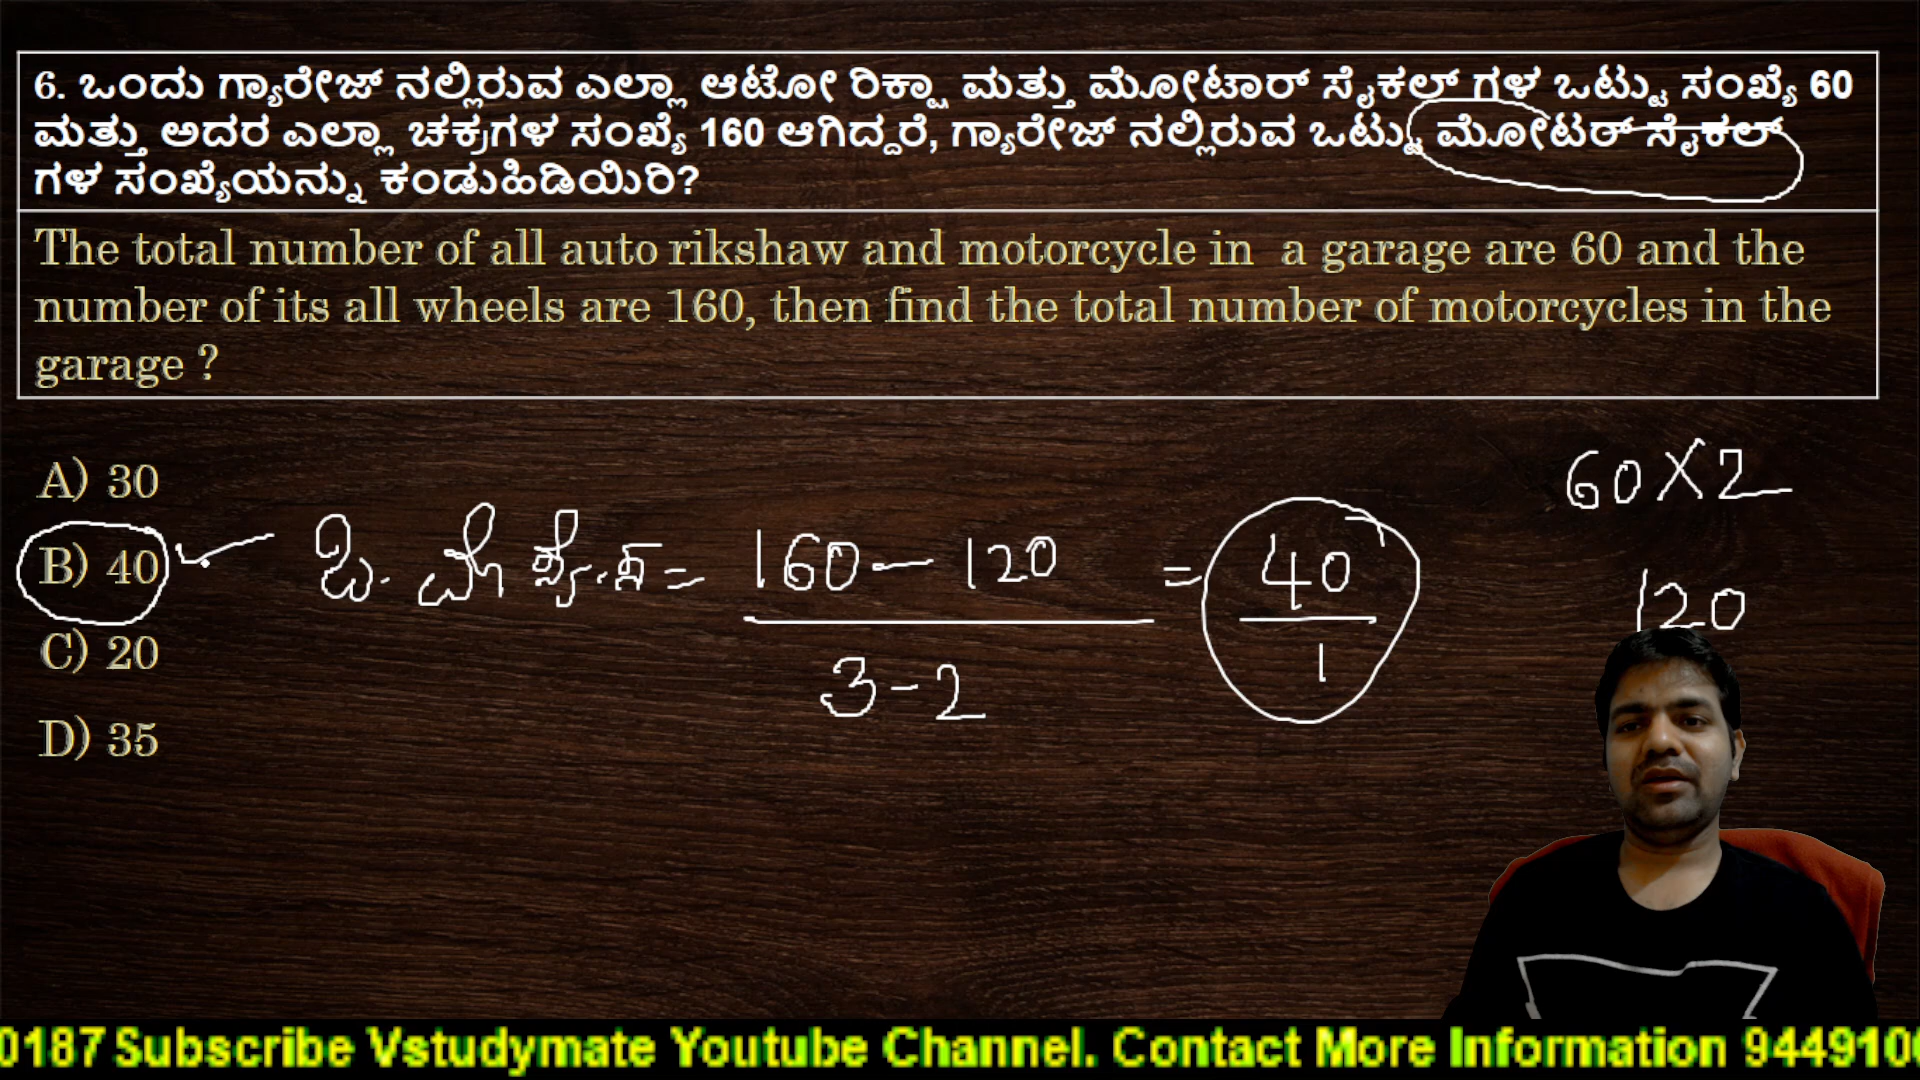 6. ಒಂದು ಗ್ಯಾರೇಜ್ ನಲ್ಲಿರುವ ಎಲ್ಲಾ ಆಟೋ ರಿಕ್ಷಾ ಮತ್ತು ಮೋಟಾರ್ ಸೈಕಲ್ ಗಳ ಒಟ್ಟು ಸಂಖ್ಯೆ 60
ಮತ್ತು ಅದರ ಎಲ್ಲಾ ಚಕ್ರಗಳ ಸಂಖ್ಯೆ 160 ಆಗಿದ್ದರೆ, ಗ್ಯಾರೇಜ್ ನಲ್ಲಿರುವ ಒಟ್ಟು ಮೋಟರ್ ಸೈಕಲ್
ಗಳ ಸಂಖ್ಯೆಯನ್ನು ಕಂಡುಹಿಡಿಯಿರಿ?
The total number of all auto rikshaw and motorcycle in a garage are 60 and the
number of its all wheels are 160, then find the total number of motorcycles in the
garage ?
A) 30
B) 40
C) 20
D) 35
= 160 - 120 = 40
3 - 2 1
60 X 2
120
0187 Subscribe Vstudymate Youtube Channel. Contact More Information 944910